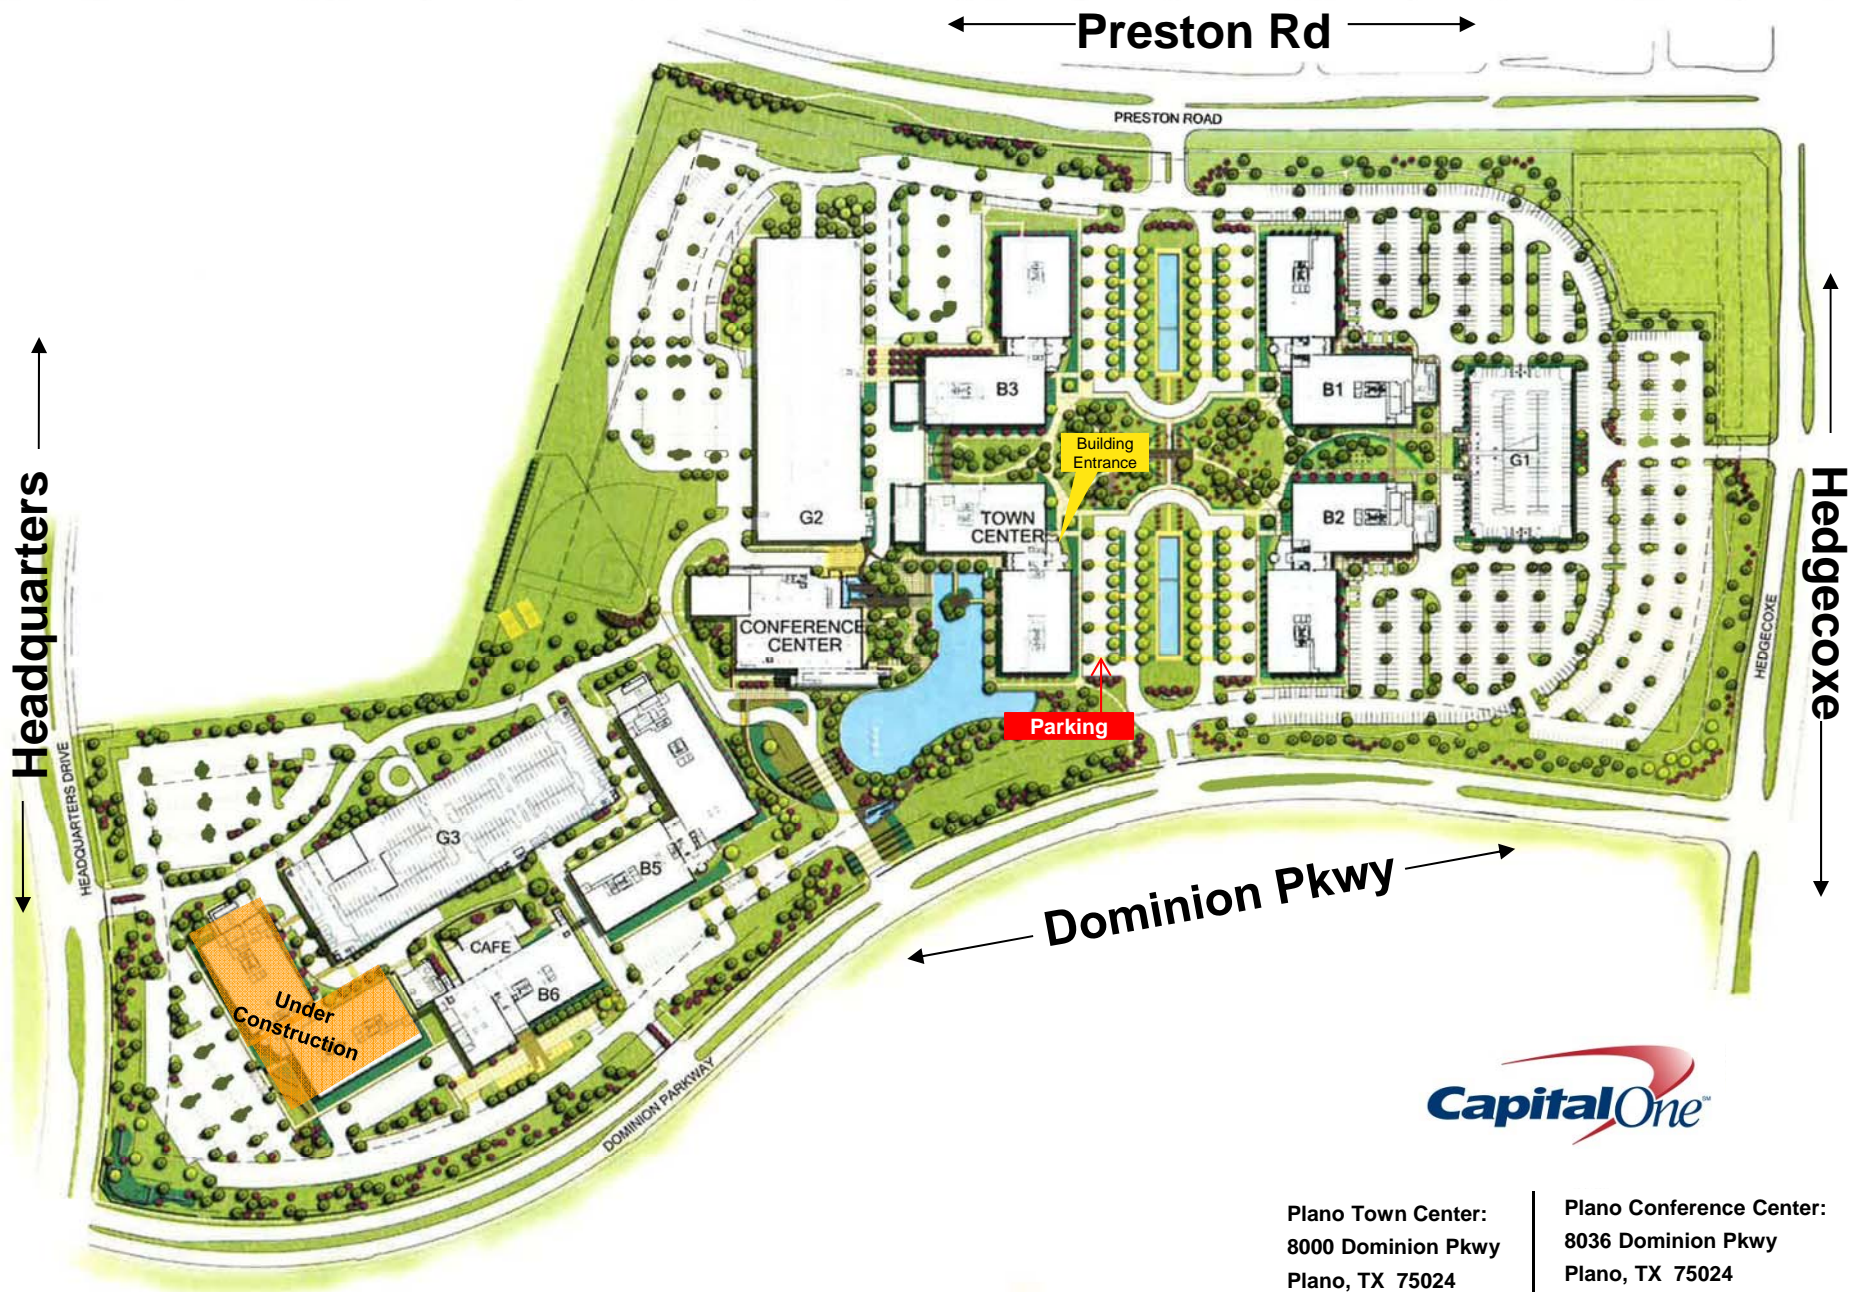 Preston Rd
PRESTON ROAD
B3
B1
Building
Entrance
G1
G2
TOWN
CENTER
B2
Headquarters
Hedgecoxe
HEDGECOXE
CONFERENCE
CENTER
Parking
HEADQUARTERS DRIVE
G3
B5
Dominion Pkwy
CAFE
B6
Under
Construction
DOMINION PARKWAY
CapitalOne℠
Plano Town Center:
8000 Dominion Pkwy
Plano, TX 75024
Plano Conference Center:
8036 Dominion Pkwy
Plano, TX 75024